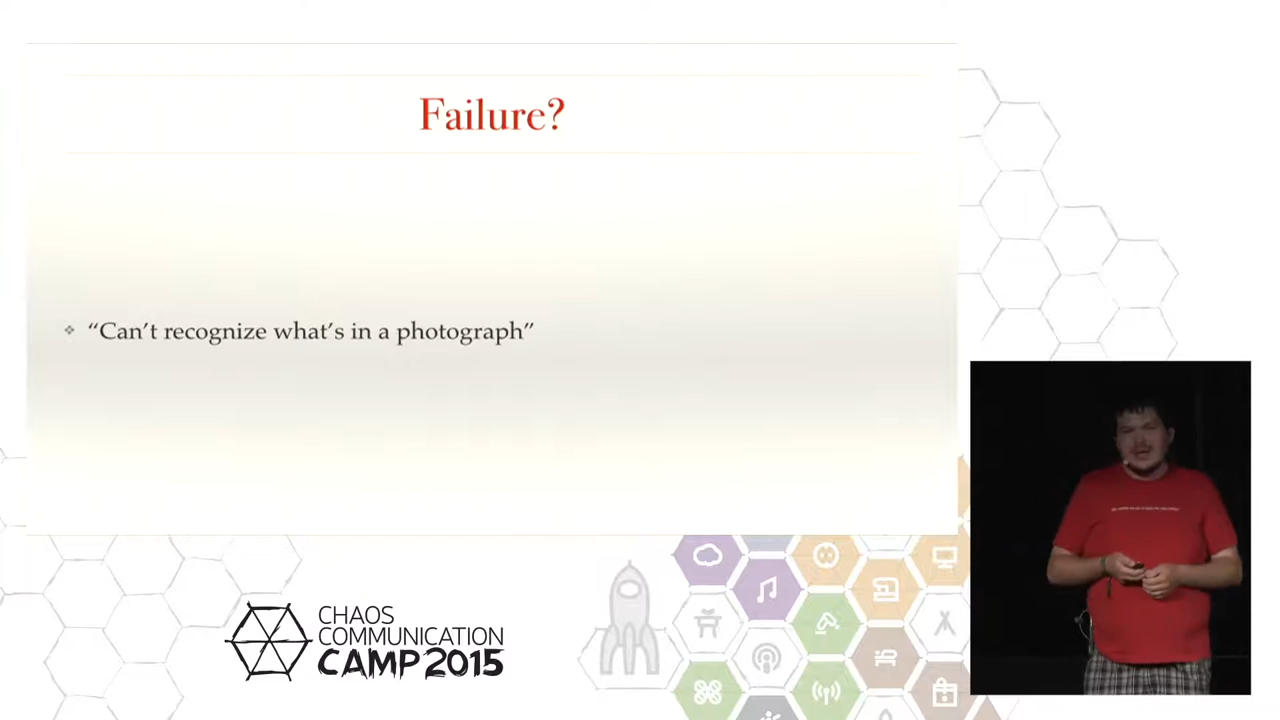 Failure?
“Can’t recognize what’s in a photograph”
CHAOS
COMMUNICATION
CAMP 2015